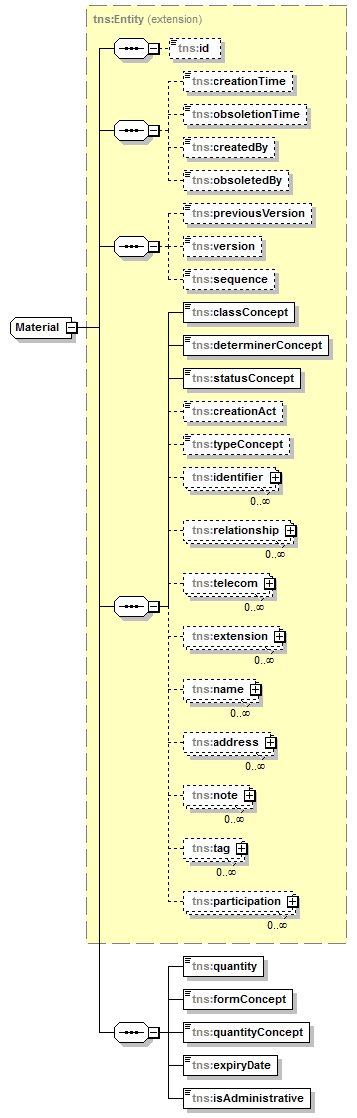 tns:Entity (extension)
tns:id
tns:creationTime
tns:obsoletionTime
tns:createdBy
tns:obsoletedBy
tns:previousVersion
tns:version
tns:sequence
Material
tns:classConcept
tns:determinerConcept
tns:statusConcept
tns:creationAct
tns:typeConcept
tns:identifier
0..∞
tns:relationship
0..∞
tns:telecom
0..∞
tns:extension
0..∞
tns:name
0..∞
tns:address
0..∞
tns:note
0..∞
tns:tag
0..∞
tns:participation
0..∞
tns:quantity
tns:formConcept
tns:quantityConcept
tns:expiryDate
tns:isAdministrative